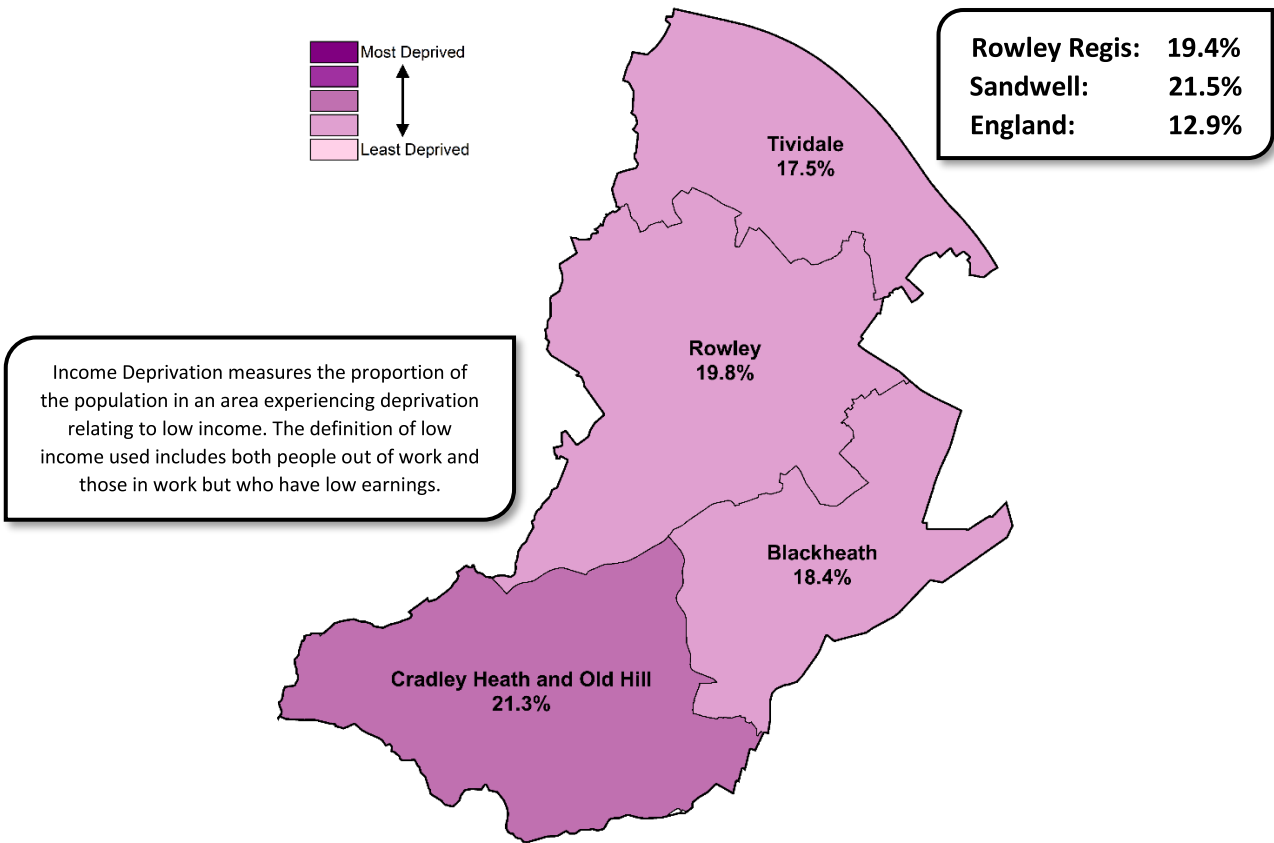 Most Deprived
Least Deprived
Rowley Regis: 19.4%
Sandwell: 21.5%
England: 12.9%
Tividale
17.5%
Rowley
19.8%
Income Deprivation measures the proportion of
the population in an area experiencing deprivation
relating to low income. The definition of low
income used includes both people out of work and
those in work but who have low earnings.
Blackheath
18.4%
Cradley Heath and Old Hill
21.3%